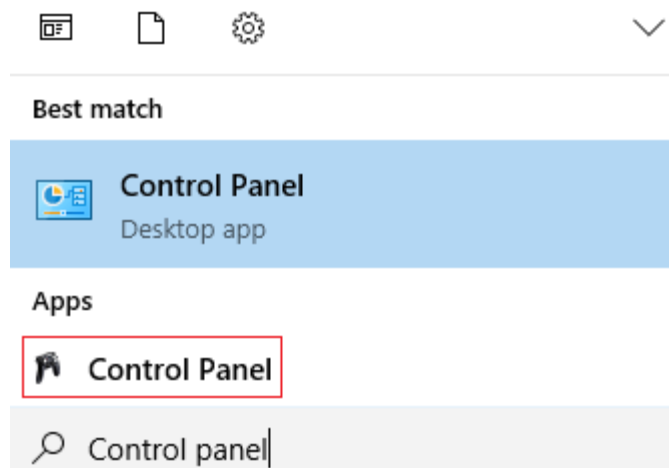 Best match
Control Panel
Desktop app
Apps
Control Panel
Control panel